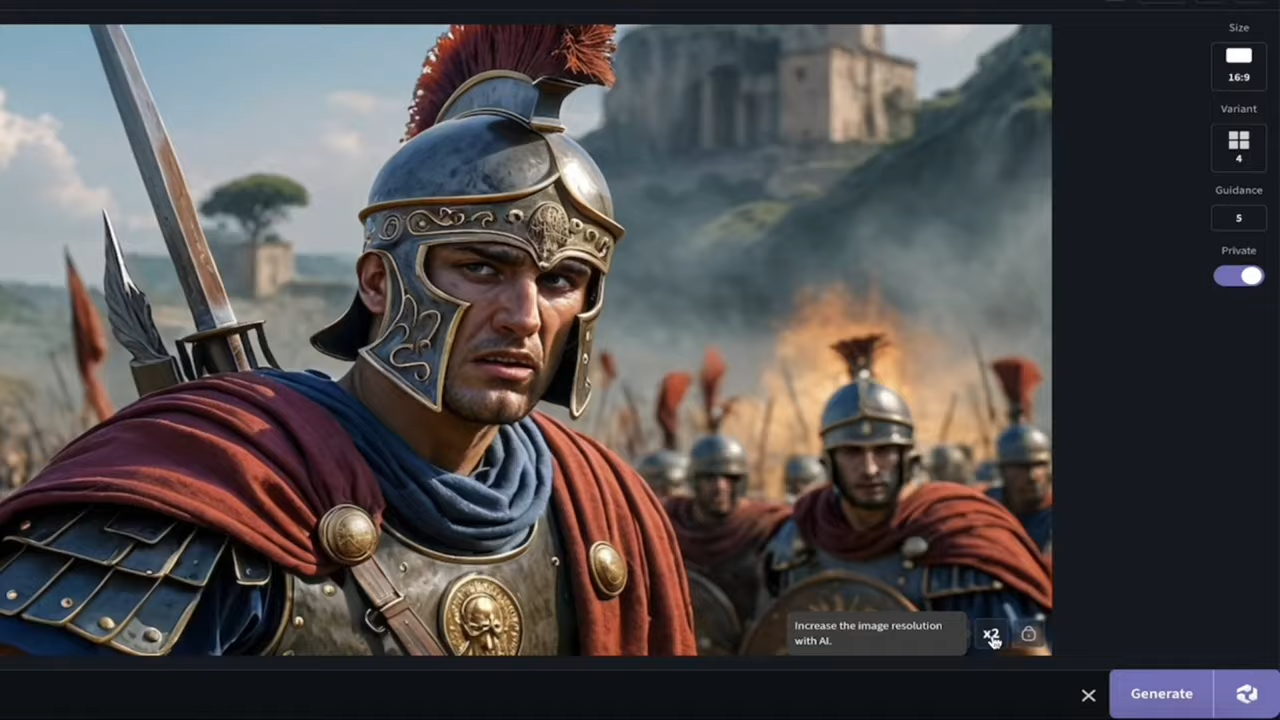 Size
16:9
Variant
4
Guidance
5
Private
Increase the image resolution
with AI.
x2
Generate